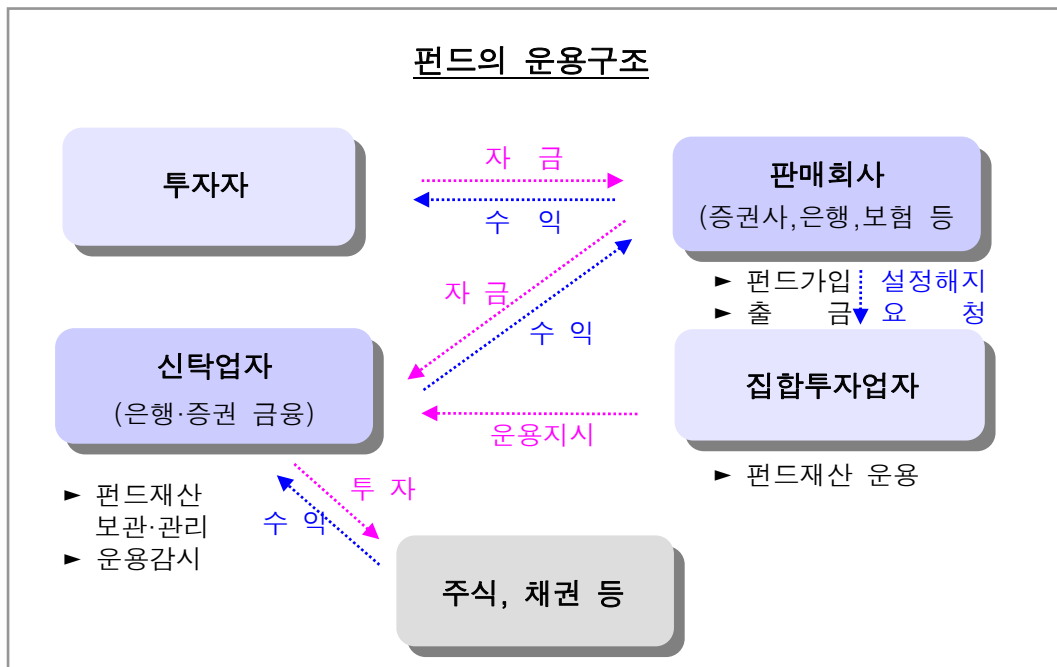 펀드의 운용구조
투자자
자 금
수 익
판매회사
(증권사,은행,보험 등
► 펀드가입
► 출 금
설정해지
요 청
자 금
수 익
신탁업자
(은행·증권 금융)
집합투자업자
운용지시
► 펀드재산 운용
► 펀드재산
보관·관리
► 운용감시
투 자
수 익
주식, 채권 등